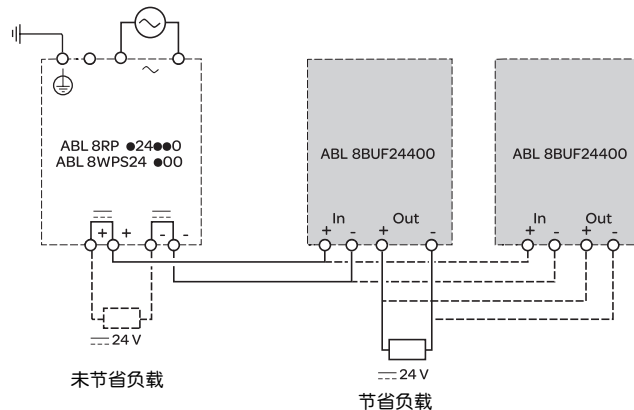 ABL 8RP ●24●●0
ABL 8WPS24 ●00
ABL 8BUF24400
ABL 8BUF24400
In Out
+ - + -
In Out
+ - + -
+ + - -
24 V
未节省负载
24 V
节省负载